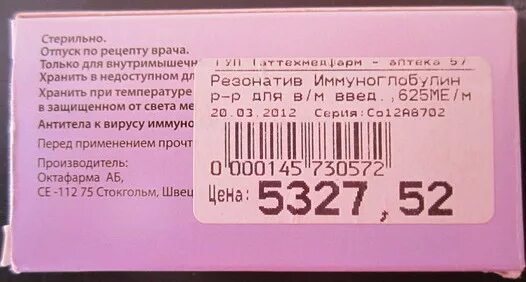 Стерильно.
Отпуск по рецепту врача.
Только для внутримышечн
Хранить в недоступном дл
Хранить при температуре
в защищенном от света ме
Антитела к вирусу иммуно
Перед применением прочт
Производитель:
Октафарма АБ,
СЕ -112 75 Стокгольм, Швец
ГУП Таттехмедфарм - аптека 57
Резонатив Иммуноглобулин
р-р для в/м введ.,625МЕ/м
20.03.2012 Серия:Со12А8702
0 000145 730572
Цена: 5327,52